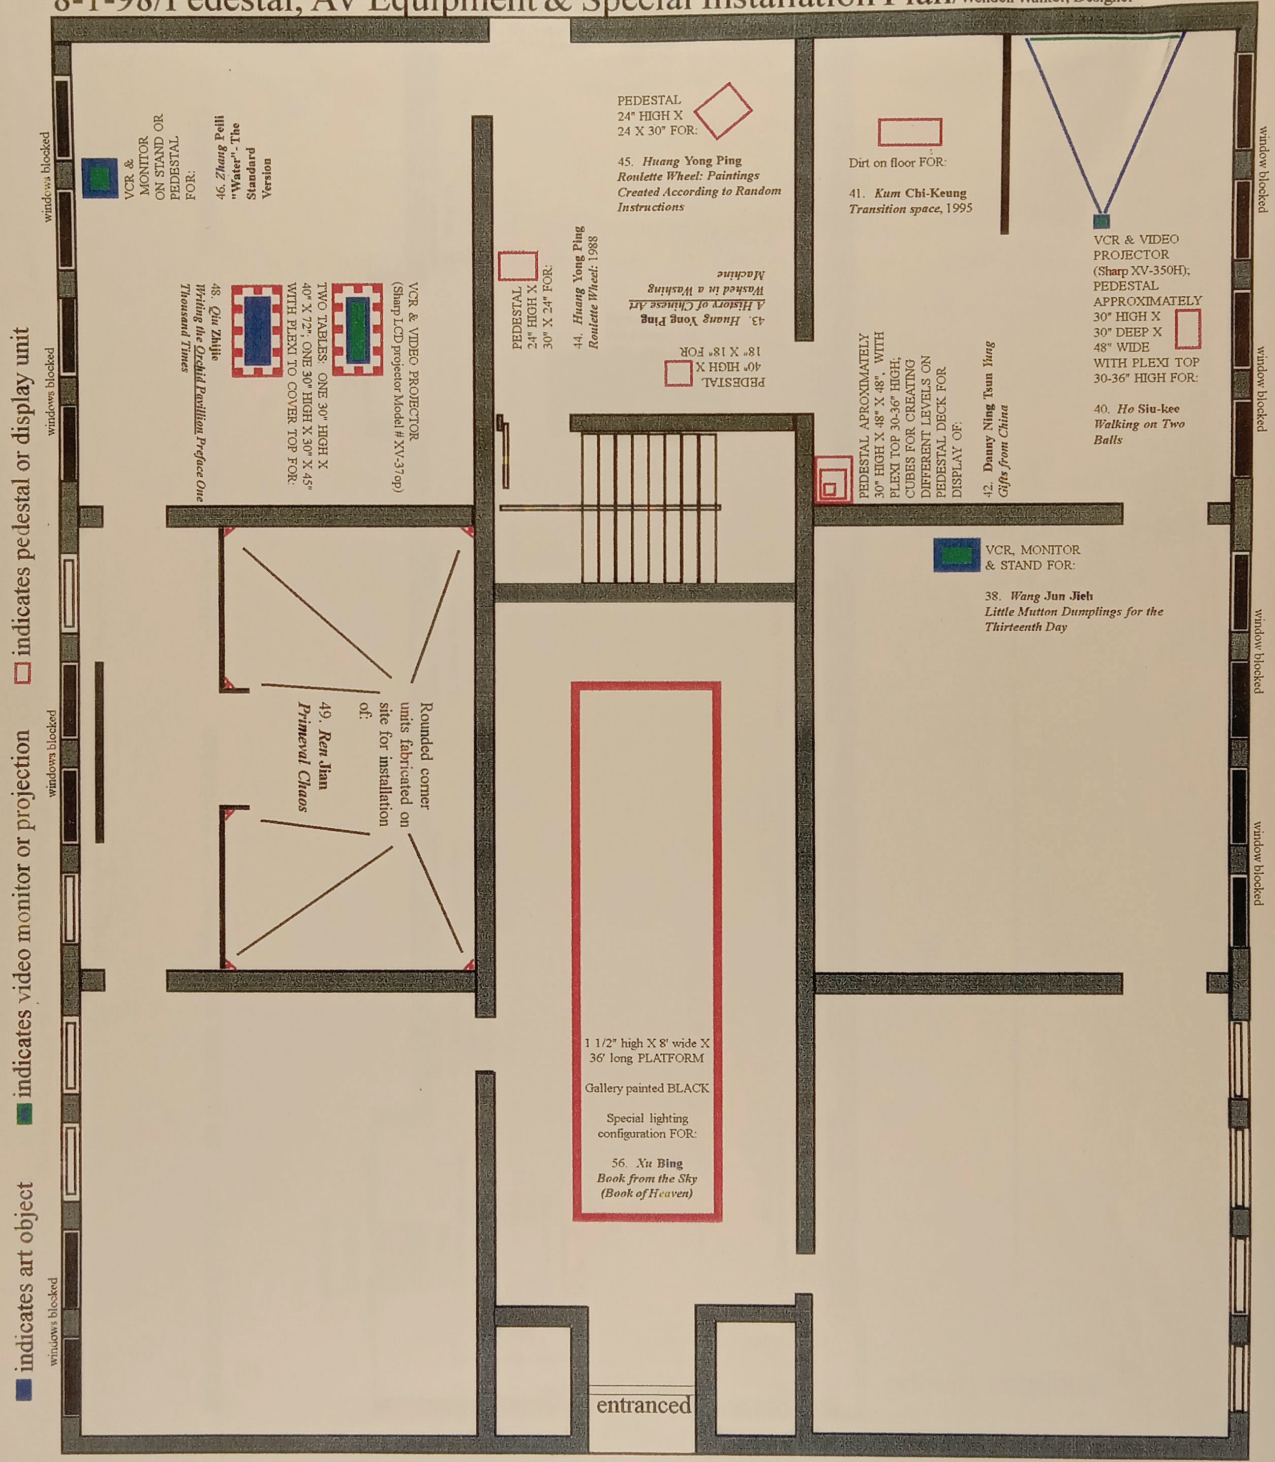 8-1-98/Pedestal, AV Equipment & Special Installation Plan/Wendell Walker, Designer
windows blocked
VCR &
MONITOR
ON STAND OR
PEDESTAL
FOR:
46. Zhang Peili
"Water"- The
Standard
Version
PEDESTAL
24" HIGH X
24 X 30" FOR:
45. Huang Yong Ping
Roulette Wheel: Paintings
Created According to Random
Instructions
Dirt on floor FOR:
41. Kum Chi-Keung
Transition space, 1995
window blocked
VCR & VIDEO
PROJECTOR
(Sharp XV-350H);
PEDESTAL
APPROXIMATELY
30" HIGH X
30" DEEP X
48" WIDE
WITH PLEXI TOP
30-36" HIGH FOR:
40. Ho Siu-kee
Walking on Two
Balls
window blocked
PEDESTAL
24" HIGH X
30" X 24" FOR:
44. Huang Yong Ping
Roulette Wheel: 1988
PEDESTAL
40" HIGH X
18" X 18" FOR
43. Huang Yong Ping
A History of Chinese Art
Washed in a Washing
Machine
VCR & VIDEO PROJECTOR
(Sharp LCD projector Model # XV-37op)
TWO TABLES: ONE 30" HIGH X
40" X 72"; ONE 30" HIGH X 30" X 45"
WITH PLEXI TO COVER TOP FOR:
48. Qiu Zhijie
Writing the Orchid Pavillion Preface One
Thousand Times
windows blocked
PEDESTAL APROXIMATELY
30" HIGH X 48" X 48", WITH
PLEXI TOP 30-36" HIGH;
CUBES FOR CREATING
DIFFERENT LEVELS ON
PEDESTAL DECK FOR
DISPLAY OF:
42. Danny Ning Tsun Yung
Gifts from China
VCR, MONITOR
& STAND FOR:
38. Wang Jun Jieh
Little Mutton Dumplings for the
Thirteenth Day
window blocked
window blocked
Rounded corner
units fabricated on
site for installation
of:
49. Ren Jian
Primeval Chaos
windows blocked
1 1/2" high X 8' wide X
36' long PLATFORM
Gallery painted BLACK
Special lighting
configuration FOR:
56. Xu Bing
Book from the Sky
(Book of Heaven)
windows blocked
entranced
indicates art object
indicates video monitor or projection
indicates pedestal or display unit